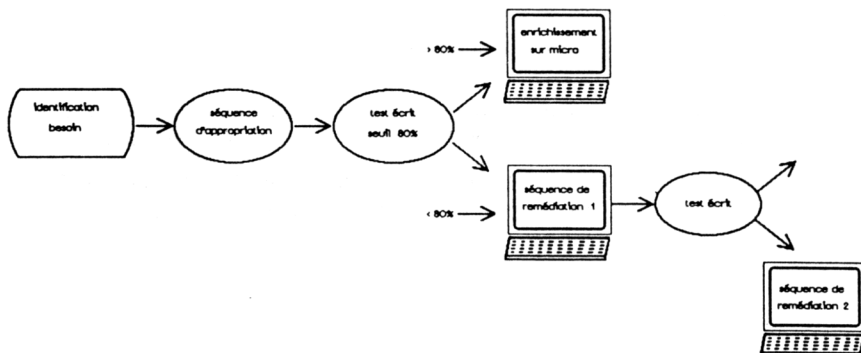 identification
besoin
séquence
d'appropriation
test écrit
seuil 80%
> 80%
enrichissement
sur micro
< 80%
séquence de
remédiation 1
test écrit
séquence de
remédiation 2